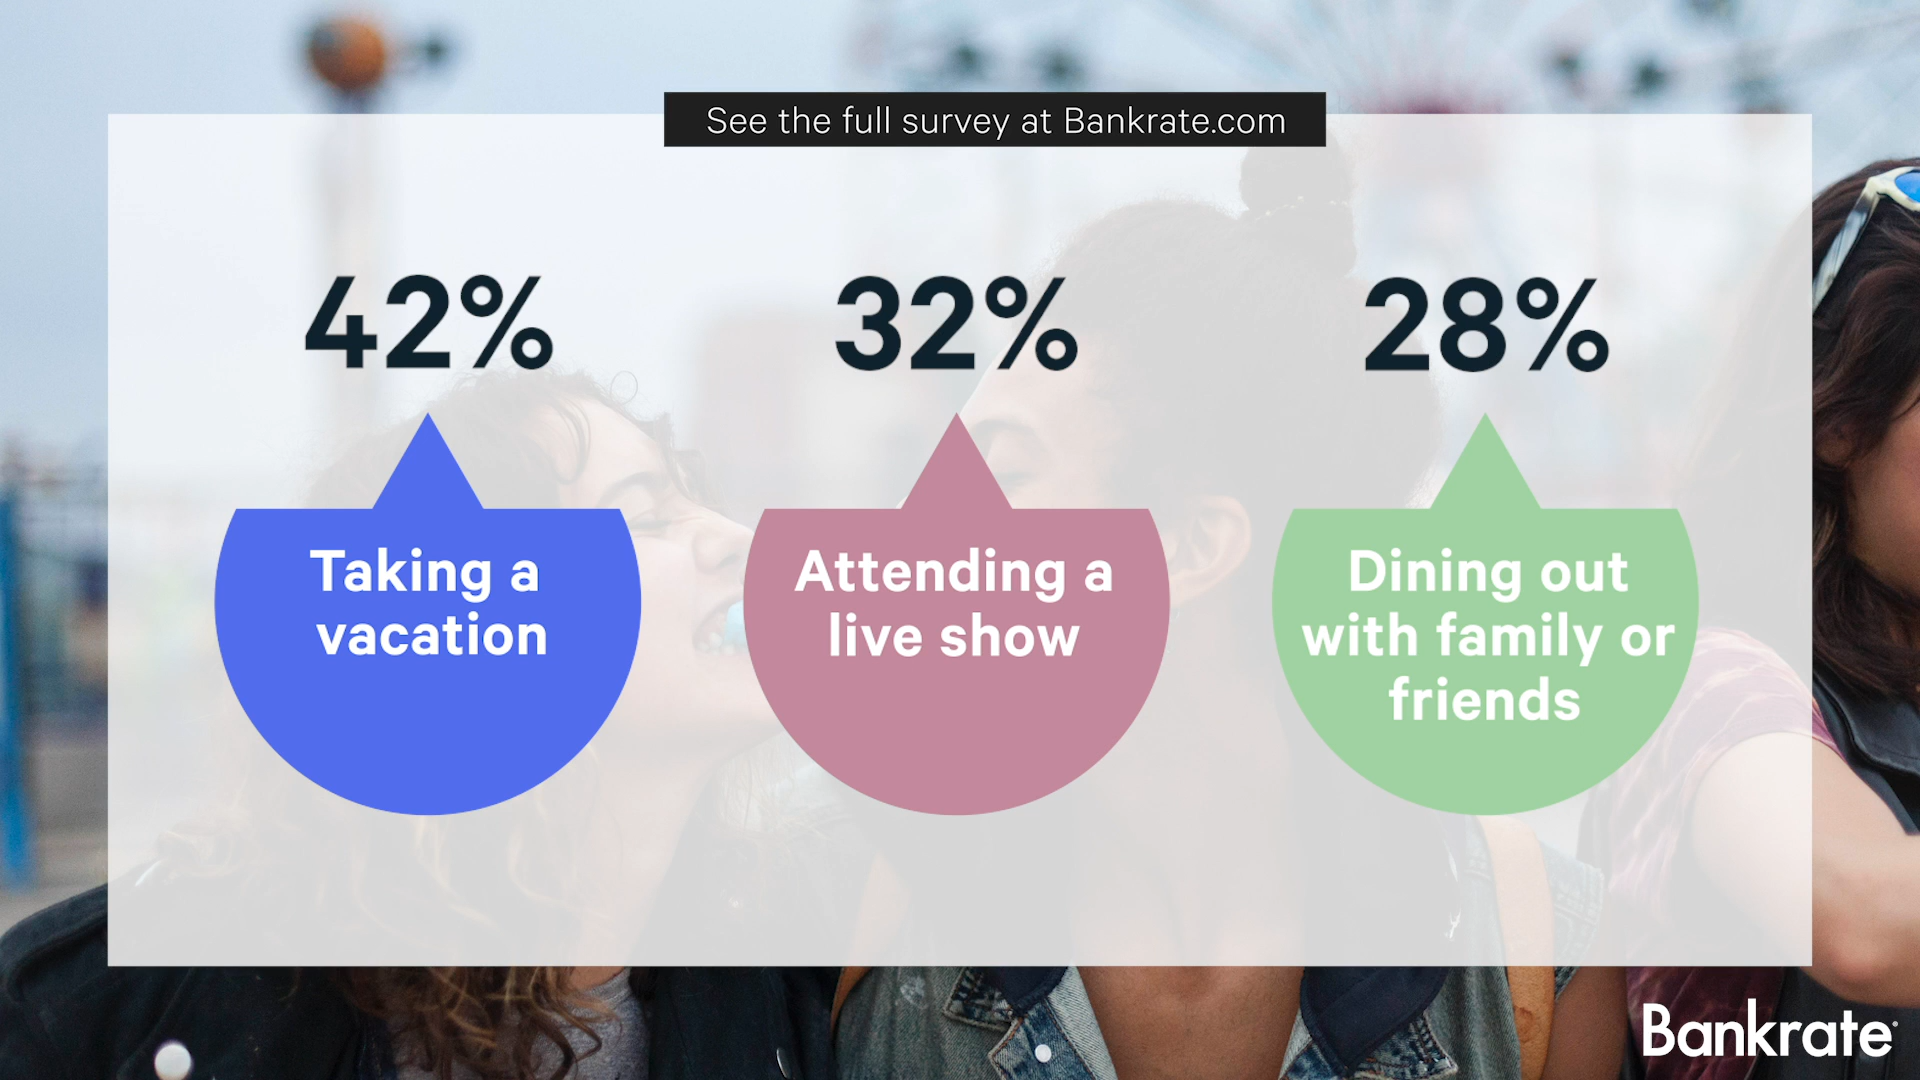 See the full survey at Bankrate.com
42%
32%
28%
Taking a
vacation
Attending a
live show
Dining out
with family or
friends
Bankrate